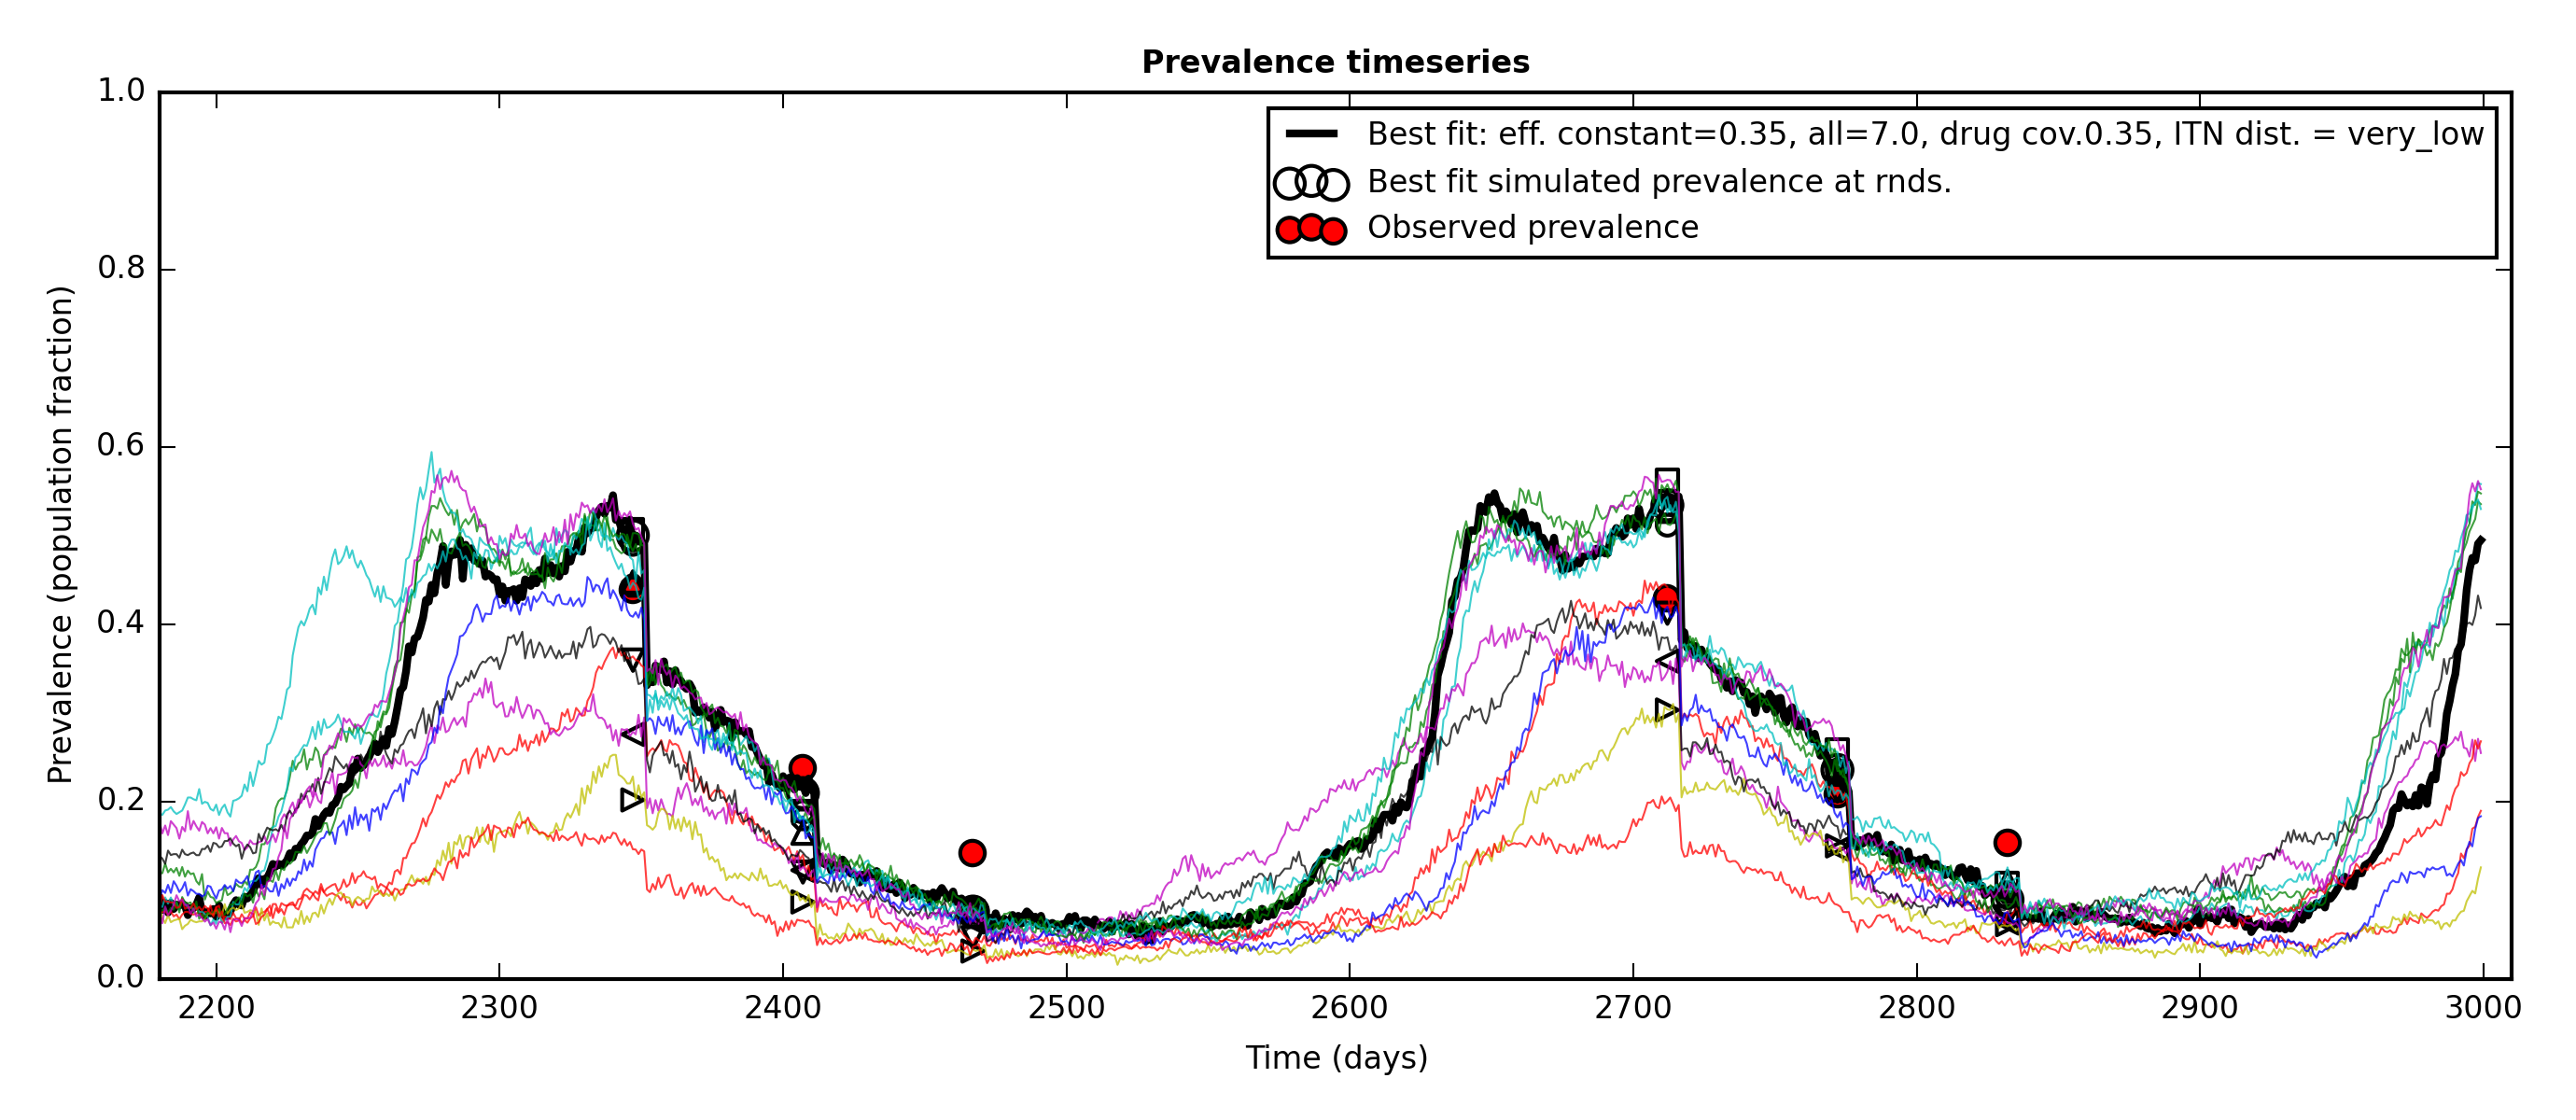 Prevalence timeseries
Prevalence (population fraction)
1.0
0.8
0.6
0.4
0.2
0.0
Best fit: eff. constant=0.35, all=7.0, drug cov.0.35, ITN dist. = very_low
Best fit simulated prevalence at rnds.
Observed prevalence
2200 2300 2400 2500 2600 2700 2800 2900 3000
Time (days)